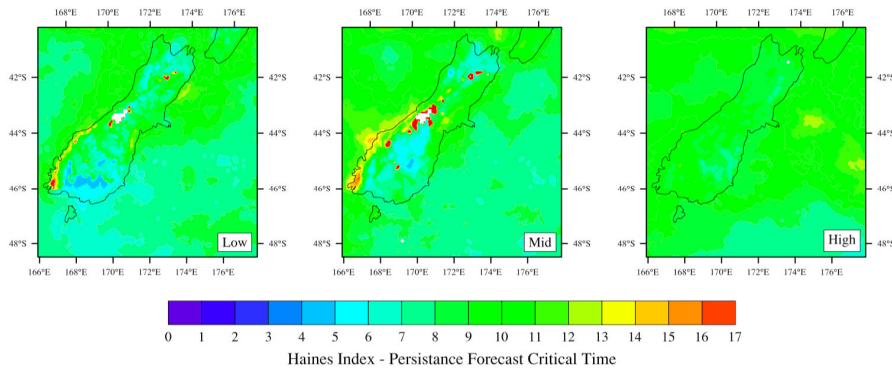 168°E 170°E 172°E 174°E 176°E 168°E 170°E 172°E 174°E 176°E 168°E 170°E 172°E 174°E 176°E
42°S 42°S 42°S 42°S
44°S 44°S 44°S 44°S
46°S 46°S 46°S 46°S
48°S 48°S 48°S 48°S
Low Mid High
166°E 168°E 170°E 172°E 174°E 176°E 166°E 168°E 170°E 172°E 174°E 176°E 166°E 168°E 170°E 172°E 174°E 176°E
0 1 2 3 4 5 6 7 8 9 10 11 12 13 14 15 16 17
Haines Index - Persistance Forecast Critical Time